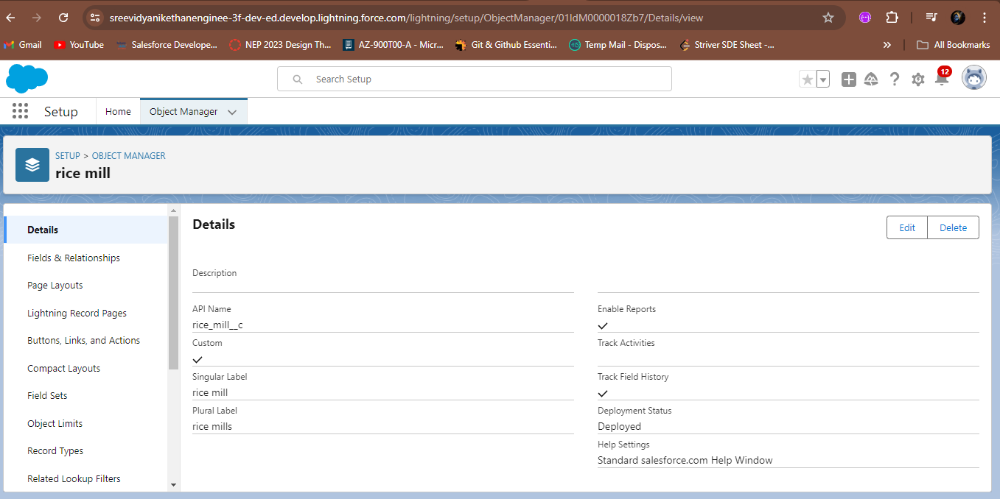 sreevidyanikethanenginee-3f-dev-ed.develop.lightning.force.com/lightning/setup/ObjectManager/01IdM0000018Zb7/Details/view
Gmail YouTube Salesforce Develope... NEP 2023 Design Th... AZ-900T00-A - Micr... Git & Github Essenti... Temp Mail - Dispos... Striver SDE Sheet -... » All Bookmarks
Search Setup
12
Setup Home Object Manager
SETUP > OBJECT MANAGER
rice mill
Details
Fields & Relationships
Page Layouts
Lightning Record Pages
Buttons, Links, and Actions
Compact Layouts
Field Sets
Object Limits
Record Types
Related Lookup Filters
Details
Edit Delete
Description
API Name
rice_mill__c
Custom
Singular Label
rice mill
Plural Label
rice mills
Enable Reports
Track Activities
Track Field History
Deployment Status
Deployed
Help Settings
Standard salesforce.com Help Window